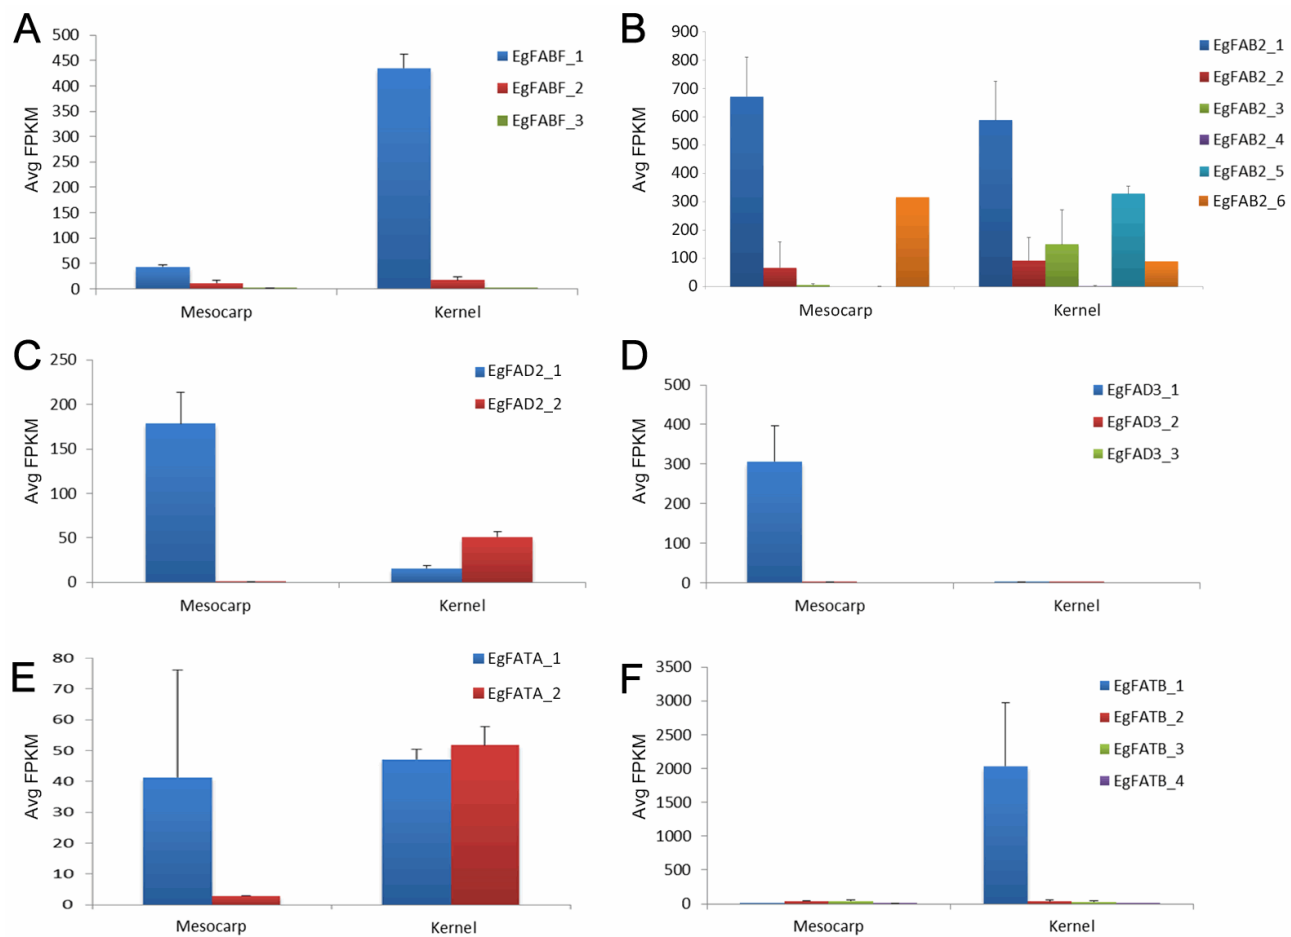 A
500
450
400
350
300
250
200
150
100
50
0
Avg FPKM
Mesocarp
Kernel
EgFABF_1
EgFABF_2
EgFABF_3
B
900
800
700
600
500
400
300
200
100
0
Avg FPKM
Mesocarp
Kernel
EgFAB2_1
EgFAB2_2
EgFAB2_3
EgFAB2_4
EgFAB2_5
EgFAB2_6
C
250
200
150
100
50
0
Avg FPKM
Mesocarp
Kernel
EgFAD2_1
EgFAD2_2
D
500
400
300
200
100
0
Avg FPKM
Mesocarp
Kernel
EgFAD3_1
EgFAD3_2
EgFAD3_3
E
80
70
60
50
40
30
20
10
0
Avg FPKM
Mesocarp
Kernel
EgFATA_1
EgFATA_2
F
3500
3000
2500
2000
1500
1000
500
0
Avg FPKM
Mesocarp
Kernel
EgFATB_1
EgFATB_2
EgFATB_3
EgFATB_4